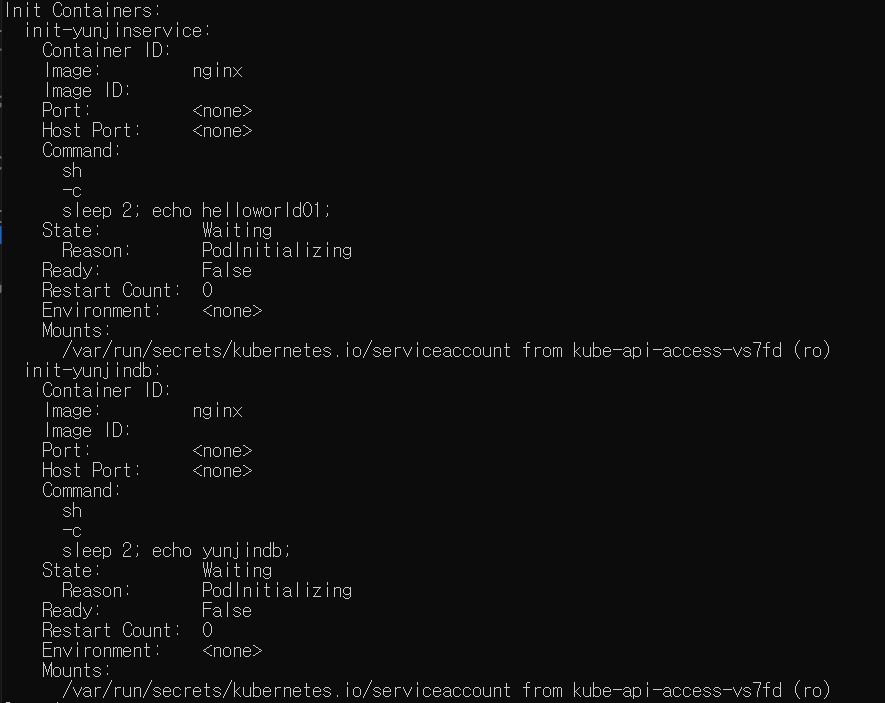 Init Containers:
  init-yunjinservice:
    Container ID:
    Image:         nginx
    Image ID:
    Port:          <none>
    Host Port:     <none>
    Command:
      sh
      -c
      sleep 2; echo helloworld01;
    State:          Waiting
      Reason:       PodInitializing
    Ready:          False
    Restart Count:  0
    Environment:    <none>
    Mounts:
      /var/run/secrets/kubernetes.io/serviceaccount from kube-api-access-vs7fd (ro)
  init-yunjindb:
    Container ID:
    Image:         nginx
    Image ID:
    Port:          <none>
    Host Port:     <none>
    Command:
      sh
      -c
      sleep 2; echo yunjindb;
    State:          Waiting
      Reason:       PodInitializing
    Ready:          False
    Restart Count:  0
    Environment:    <none>
    Mounts:
      /var/run/secrets/kubernetes.io/serviceaccount from kube-api-access-vs7fd (ro)